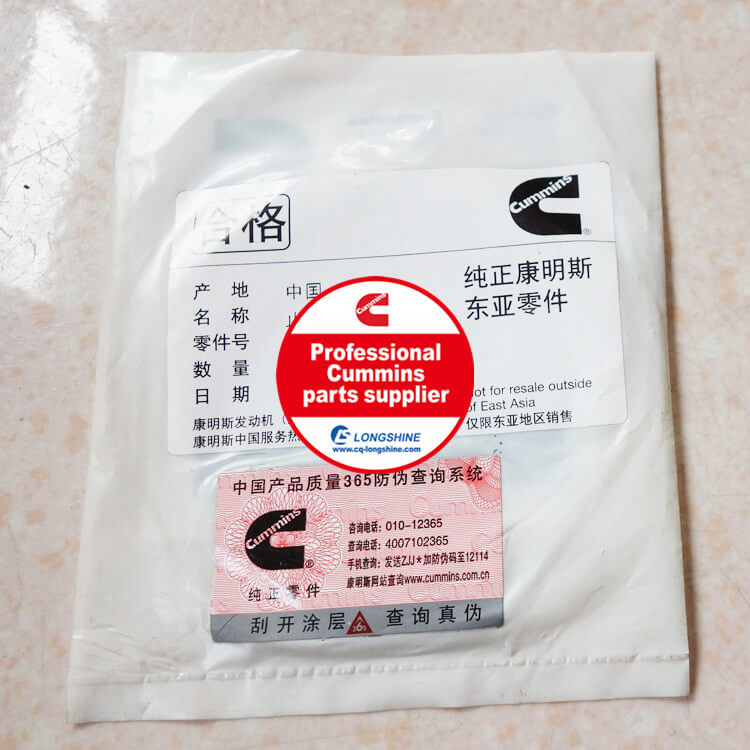 Cummins
合格
Cummins
®
纯正康明斯
东亚零件
产 地 中国
名 称 止
零件号
数 量
日 期
not for resale outside
of East Asia
仅限东亚地区销售
康明斯发动机
康明斯中国服务热
Cummins
Professional
Cummins
parts supplier
LONGSHINE
www.cq-longshine.com
中国产品质量365防伪查询系统
Cummins
®
纯正零件
咨询电话：010-12365
查询电话：4007102365
手机查询：发送ZJJ*加防伪码至12114
康明斯网站查询www.cummins.com.cn
刮开涂层 365 查询真伪